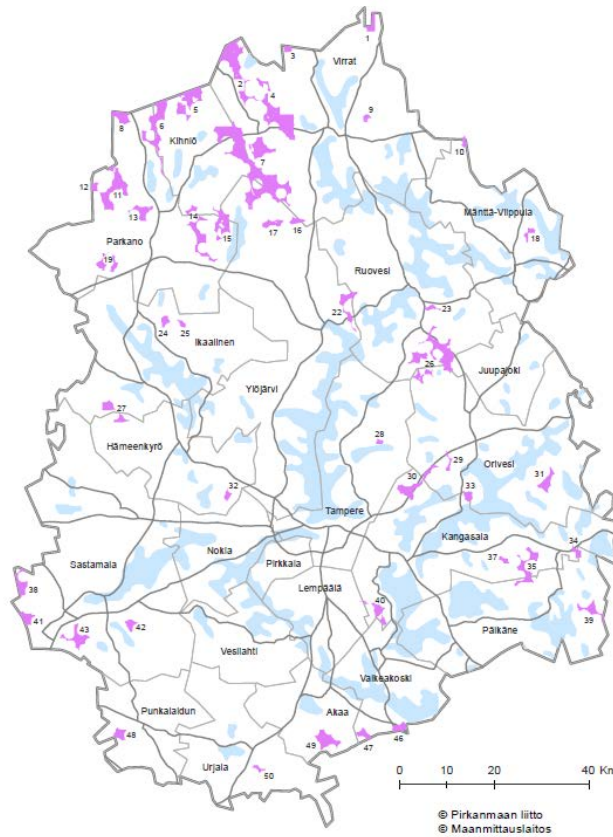 1
3
Virrat
2
4
5
9
8
6
Kihniö
7
10
12
11
13
14
15
17
16
Mänttä-Vilppula
18
Parkano
19
Ruovesi
22
23
24
25
Ikaalinen
26
Juupajoki
Ylöjärvi
27
Hämeenkyrö
28
29
Orivesi
30
31
32
33
Tampere
Kangasala
34
Nokia
Pirkkala
37
35
Sastamala
Lempäälä
38
40
39
41
43
42
Pälkäne
Vesilahti
Valkeakoski
Punkalaidun
Akaa
48
49
47
46
Urjala
50
0 10 20 40 Km
© Pirkanmaan liitto
© Maanmittauslaitos